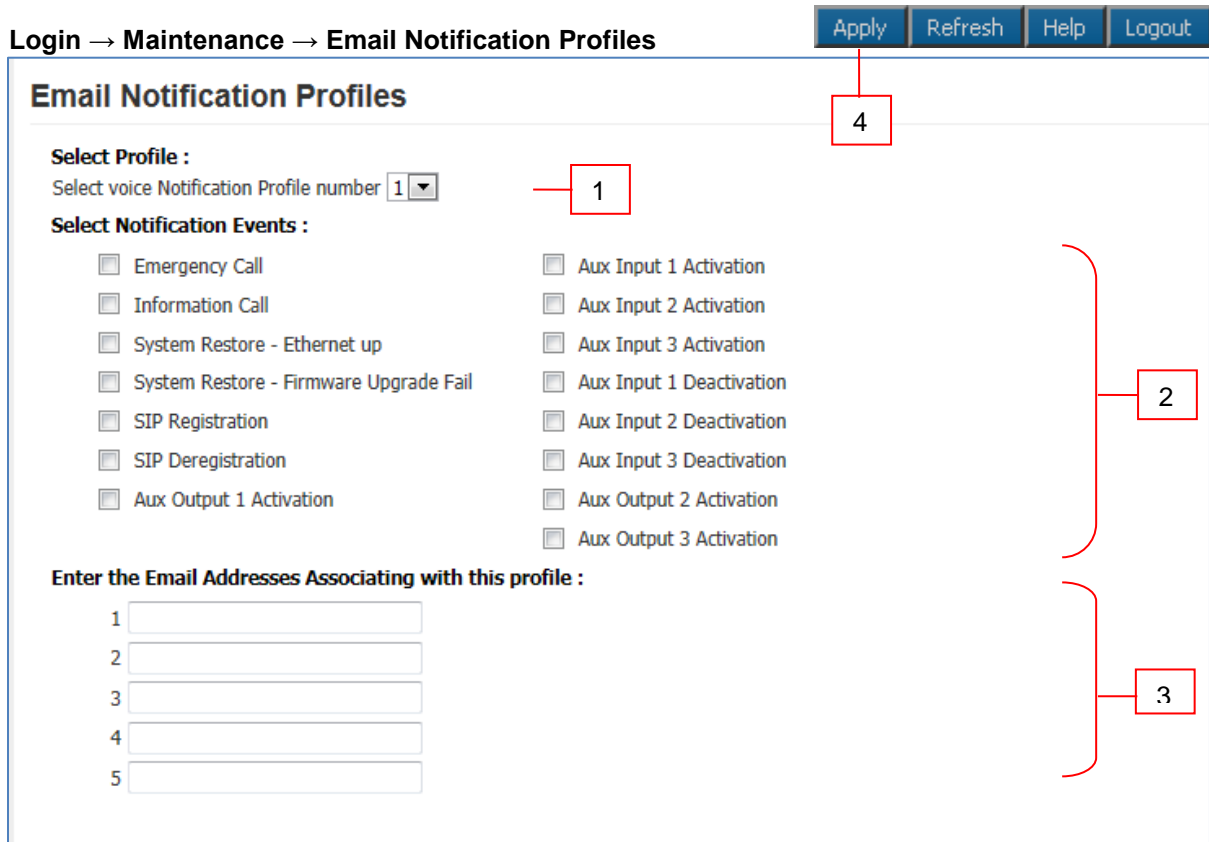 Login → Maintenance → Email Notification Profiles
Apply Refresh Help Logout
Email Notification Profiles
4
Select Profile :
Select voice Notification Profile number 1
1
Select Notification Events :
Emergency Call
Information Call
System Restore - Ethernet up
System Restore - Firmware Upgrade Fail
SIP Registration
SIP Deregistration
Aux Output 1 Activation
Aux Input 1 Activation
Aux Input 2 Activation
Aux Input 3 Activation
Aux Input 1 Deactivation
Aux Input 2 Deactivation
Aux Input 3 Deactivation
Aux Output 2 Activation
Aux Output 3 Activation
2
Enter the Email Addresses Associating with this profile :
1
2
3
4
5
3